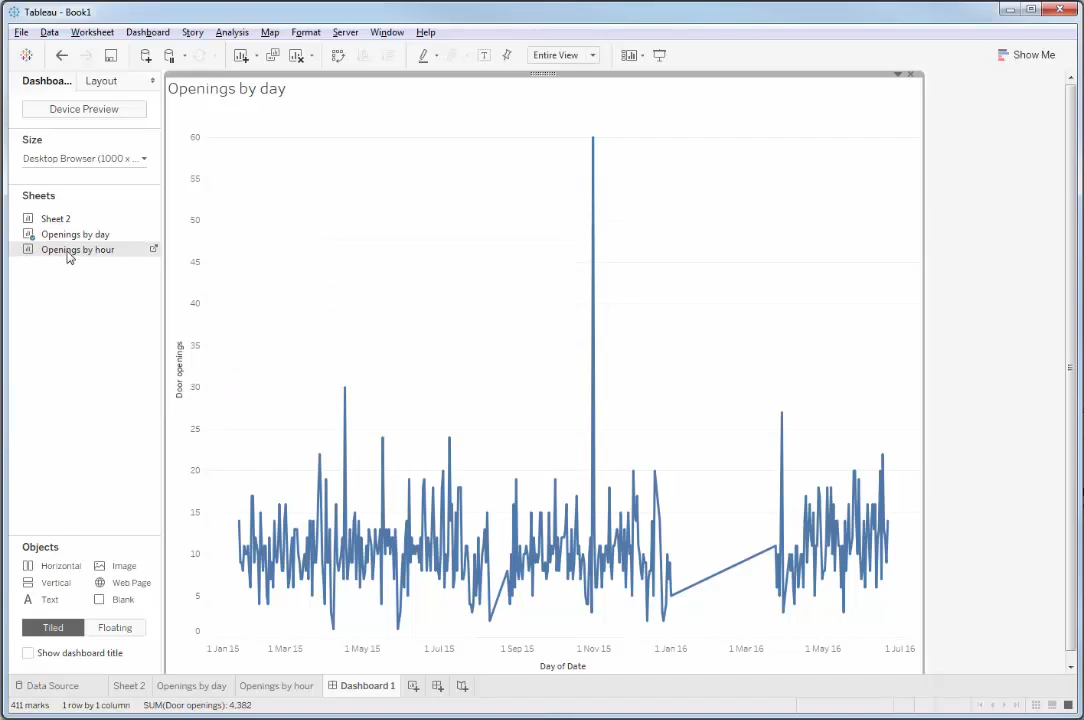 Tableau - Book1
File Data Worksheet Dashboard Story Analysis Map Format Server Window Help
Entire View
Show Me
Dashboa... Layout
Device Preview
Size
Desktop Browser (1000 x ...
Sheets
Sheet 2
Openings by day
Openings by hour
Objects
Horizontal Image
Vertical Web Page
A Text Blank
Tiled Floating
Show dashboard title
Openings by day
60
55
50
45
40
35
30
25
20
15
10
5
0
Door openings
1 Jan 15 1 Mar 15 1 May 15 1 Jul 15 1 Sep 15 1 Nov 15 1 Jan 16 1 Mar 16 1 May 16 1 Jul 16
Day of Date
Data Source Sheet 2 Openings by day Openings by hour Dashboard 1
411 marks 1 row by 1 column SUM(Door openings): 4,382